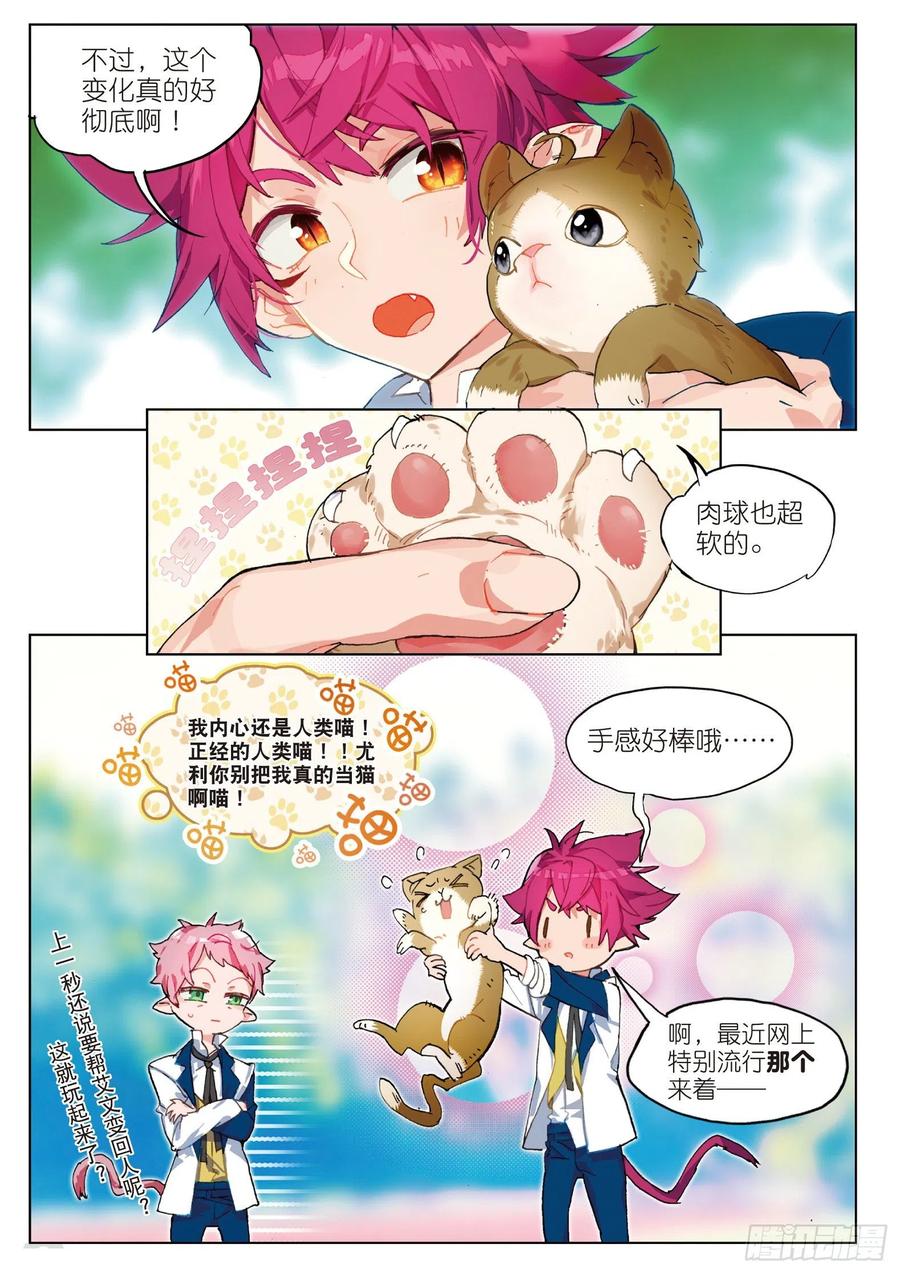 不过，这个
变化真的好
彻底啊！
捏捏捏捏
肉球也超
软的。
我内心还是人类喵！
正经的人类喵！！尤
利你别把我真的当猫
啊喵！
喵
喵
喵
喵
喵
喵
喵
喵
喵
手感好棒哦……
啊，最近网上
特别流行那个
来着——
上一秒还说要帮艾文变回人呢？
这就玩起来了？
腾讯动漫